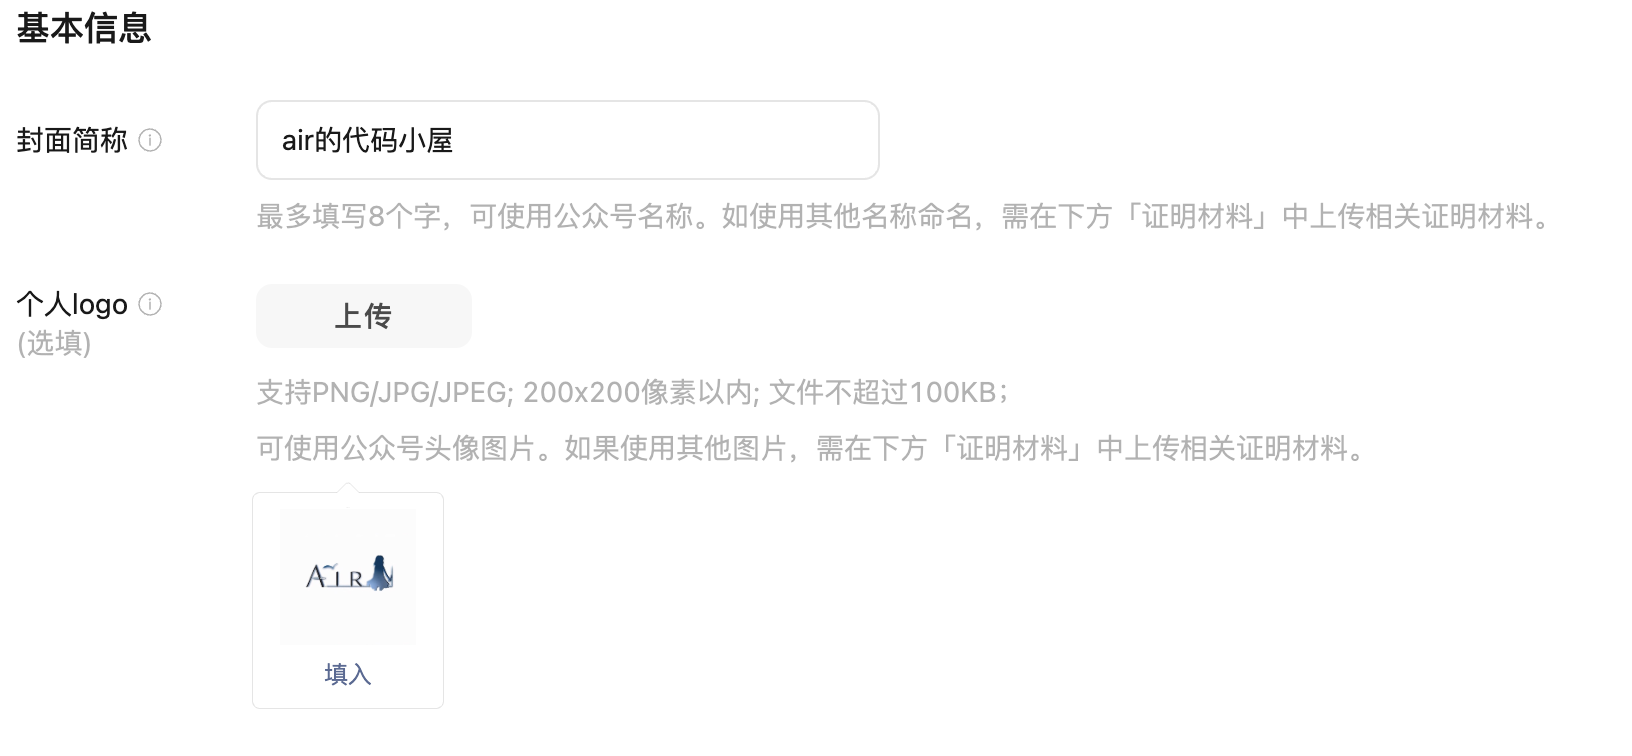 基本信息
封面简称
air的代码小屋
最多填写8个字，可使用公众号名称。如使用其他名称命名，需在下方「证明材料」中上传相关证明材料。
个人logo
(选填)
上传
支持PNG/JPG/JPEG; 200x200像素以内; 文件不超过100KB；
可使用公众号头像图片。如果使用其他图片，需在下方「证明材料」中上传相关证明材料。
AIR
填入